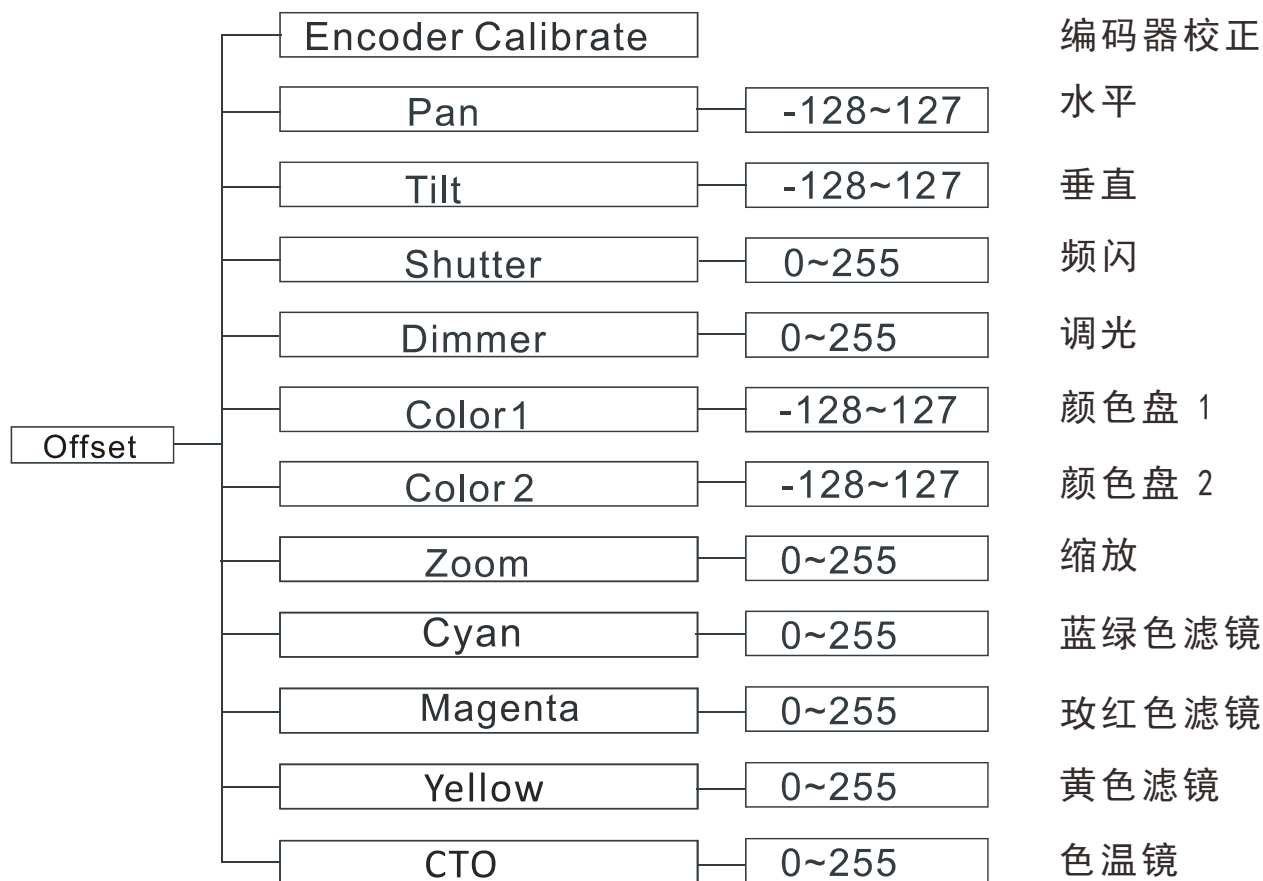 Encoder Calibrate 编码器校正
Pan -128~127 水平
Tilt -128~127 垂直
Shutter 0~255 频闪
Dimmer 0~255 调光
Color1 -128~127 颜色盘 1
Offset
Color2 -128~127 颜色盘 2
Zoom 0~255 缩放
Cyan 0~255 蓝绿色滤镜
Magenta 0~255 玫红色滤镜
Yellow 0~255 黄色滤镜
CTO 0~255 色温镜